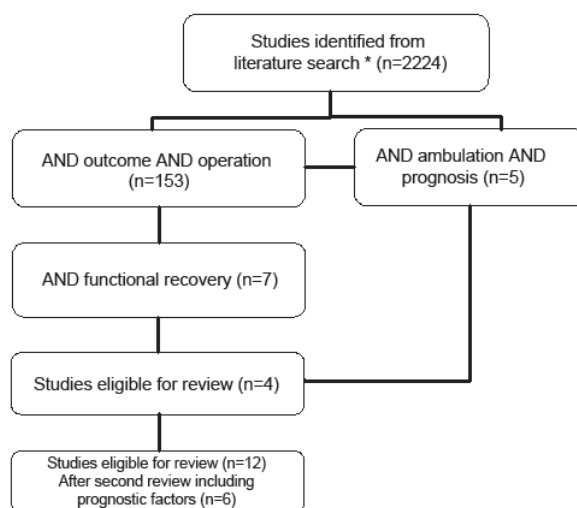 Studies identified from
literature search * (n=2224)
AND outcome AND operation
(n=153)
AND ambulation AND
prognosis (n=5)
AND functional recovery (n=7)
Studies eligible for review (n=4)
Studies eligible for review (n=12)
After second review including
prognostic factors (n=6)